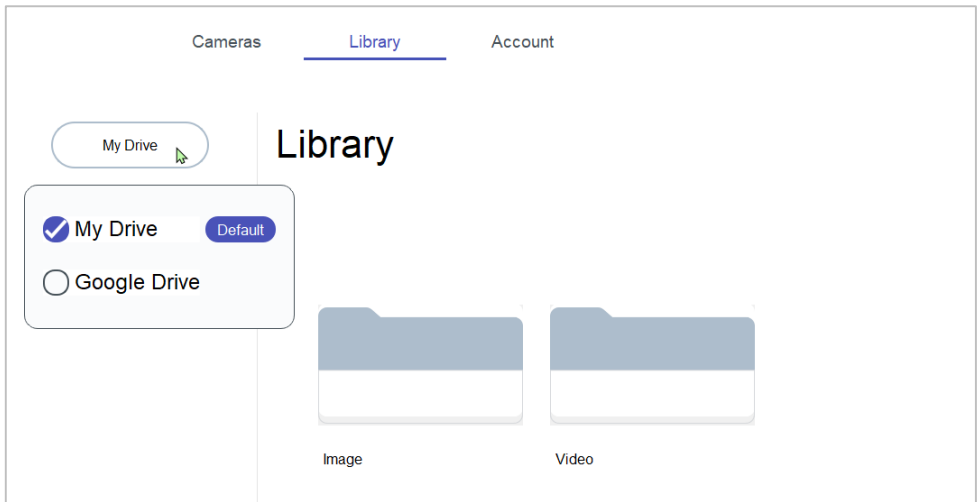 Cameras Library Account
My Drive
Library
My Drive Default
Google Drive
Image Video